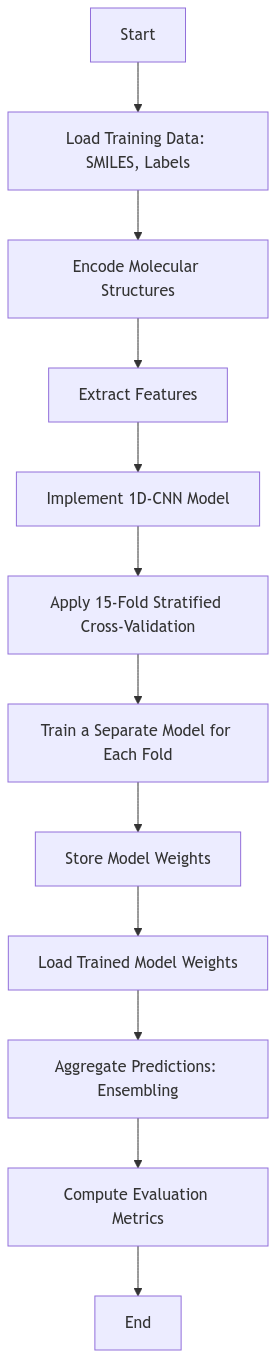 Start
Load Training Data:
SMILES, Labels
Encode Molecular
Structures
Extract Features
Implement 1D-CNN Model
Apply 15-Fold Stratified
Cross-Validation
Train a Separate Model for
Each Fold
Store Model Weights
Load Trained Model Weights
Aggregate Predictions:
Ensembling
Compute Evaluation
Metrics
End